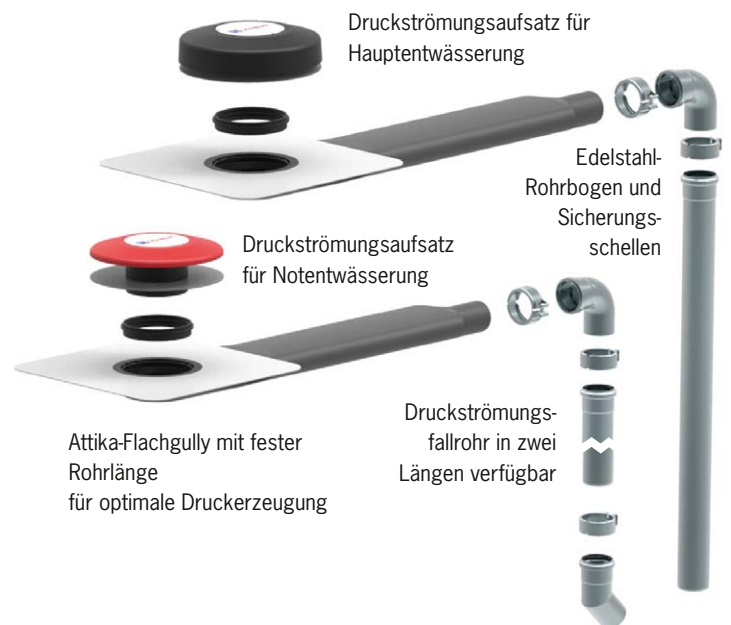 Druckströmungsaufsatz für
Hauptentwässerung
Edelstahl-
Rohrbogen und
Sicherungs-
schellen
Druckströmungsaufsatz
für Notentwässerung
Druckströmungs-
fallrohr in zwei
Längen verfügbar
Attika-Flachgully mit fester
Rohrlänge
für optimale Druckerzeugung